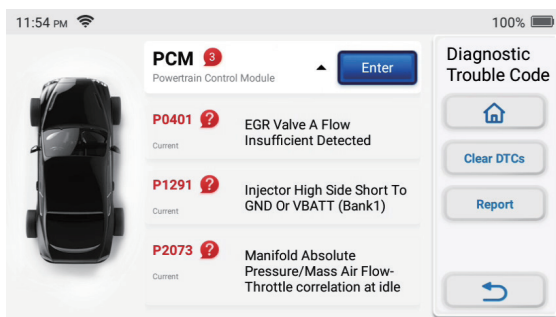 11:54 PM
100%
PCM 3
Powertrain Control Module
Enter
Diagnostic
Trouble Code
P0401 ?
Current
EGR Valve A Flow
Insufficient Detected
Clear DTCs
P1291 ?
Current
Injector High Side Short To
GND Or VBATT (Bank1)
Report
P2073 ?
Current
Manifold Absolute
Pressure/Mass Air Flow-
Throttle correlation at idle